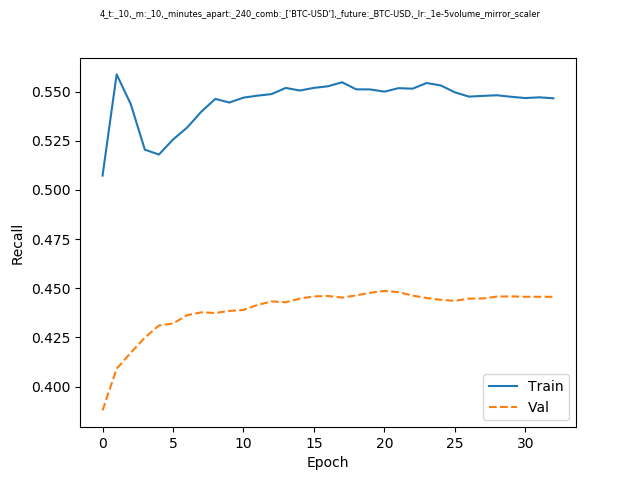 4_t:_10,_m:_10,_minutes_apart:_240_comb:_['BTC-USD'],_future:_BTC-USD,_lr:_1e-5volume_mirror_scaler
0.550
0.525
0.500
0.475
0.450
0.425
0.400
Recall
Train
Val
0 5 10 15 20 25 30
Epoch